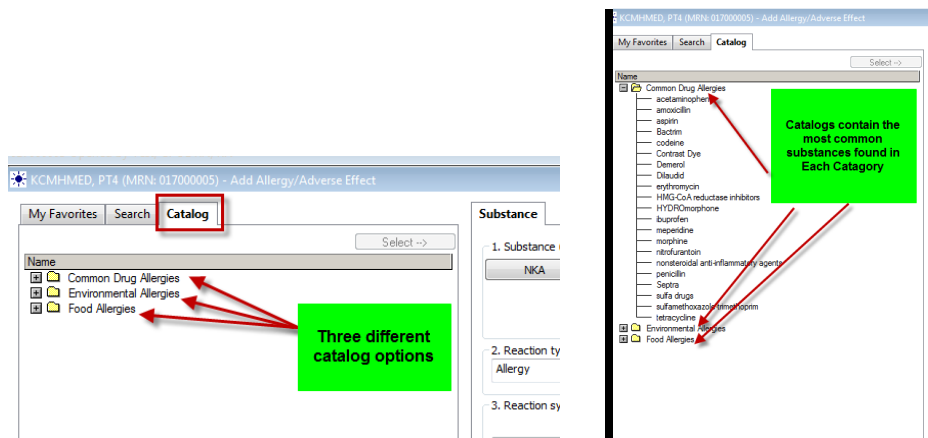 KCMHMED, PT4 (MRN: 017000005) - Add Allergy/Adverse Effect
My Favorites Search Catalog
Select -->
Name
Common Drug Allergies
Environmental Allergies
Food Allergies
Three different
catalog options
Substance
1. Substance
NKA
2. Reaction ty
Allergy
3. Reaction sy
KCMHMED, PT4 (MRN: 017000005) - Add Allergy/Adverse Effect
My Favorites Search Catalog
Select -->
Name
Common Drug Allergies
acetaminophen
amoxicillin
aspirin
Bactrim
codeine
Contrast Dye
Demerol
Dilaudid
erythromycin
HMG-CoA reductase inhibitors
HYDROmorphone
ibuprofen
meperidine
morphine
nitrofurantoin
nonsteroidal anti-inflammatory agents
penicillin
Septra
sulfa drugs
sulfamethoxazole-trimethoprim
tetracycline
Environmental Allergies
Food Allergies
Catalogs contain the
most common
substances found in
Each Catagory